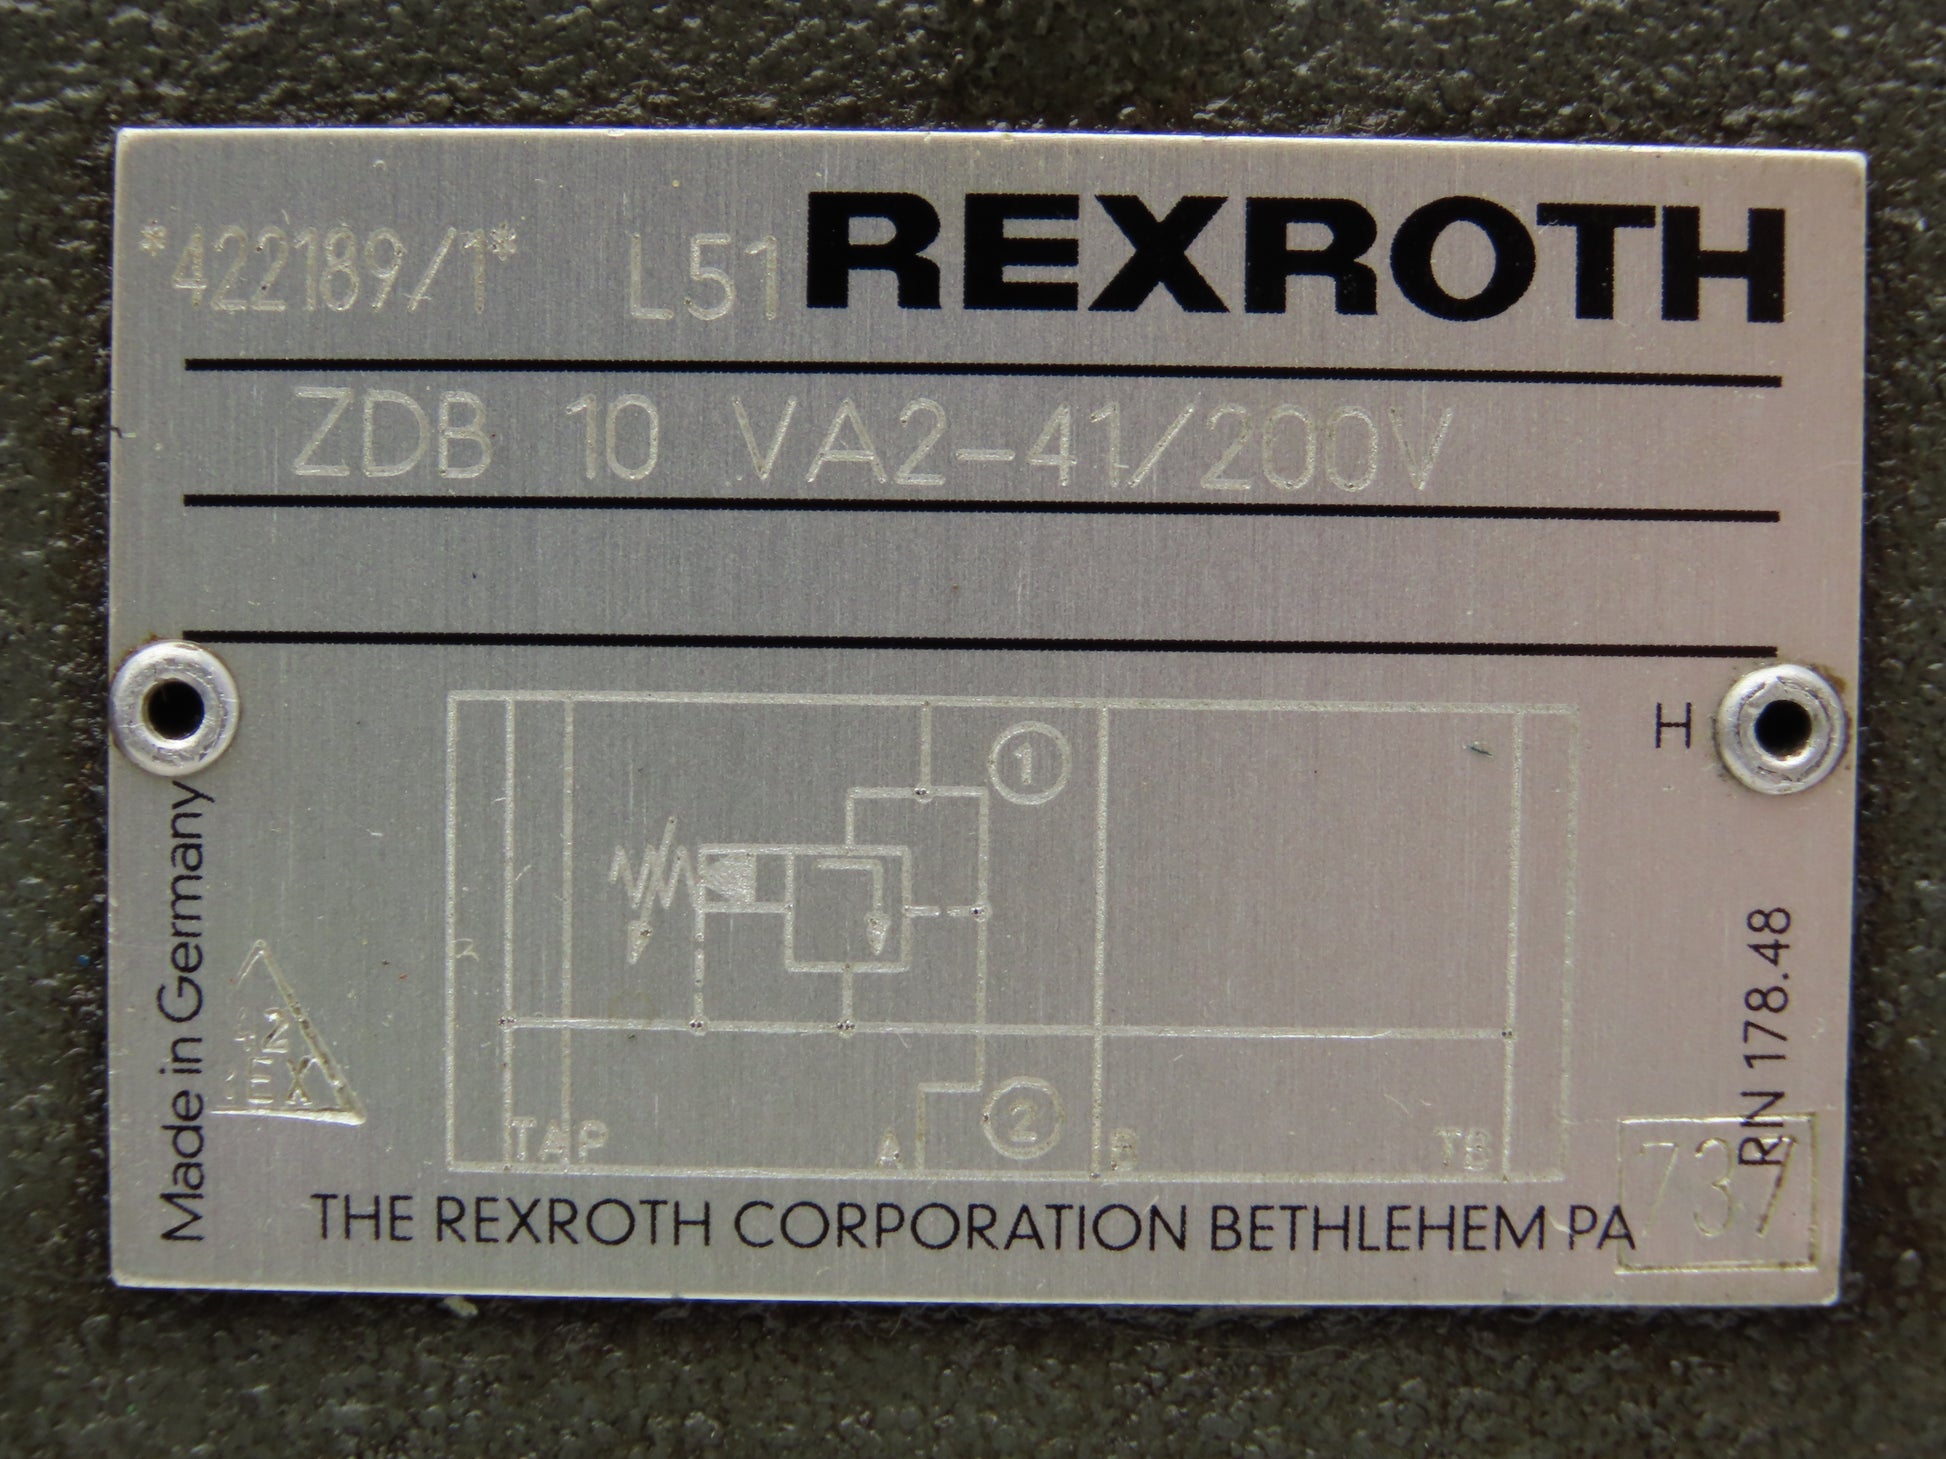 *422189/1* L51 REXROTH
ZDB 10 VA2-41/200V
H
1
Made in Germany
RN 178.48
2
TA P A B TB
737
THE REXROTH CORPORATION BETHLEHEM PA